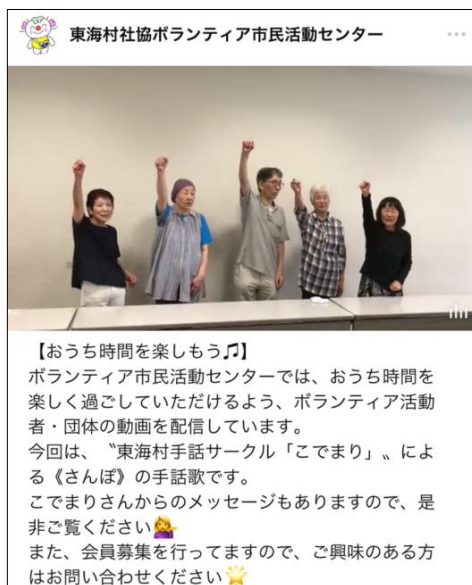 東海村社協ボランティア市民活動センター
【おうち時間を楽しもう🎵】
ボランティア市民活動センターでは、おうち時間を
楽しく過ごしていただけるよう、ボランティア活動
者・団体の動画を配信しています。
今回は、〝東海村手話サークル「こでまり」〟によ
る《さんぽ》の手話歌です。
こでまりさんからのメッセージもありますので、是
非ご覧ください💁‍♀️
また、会員募集を行ってますので、ご興味のある方
はお問い合わせください🌟